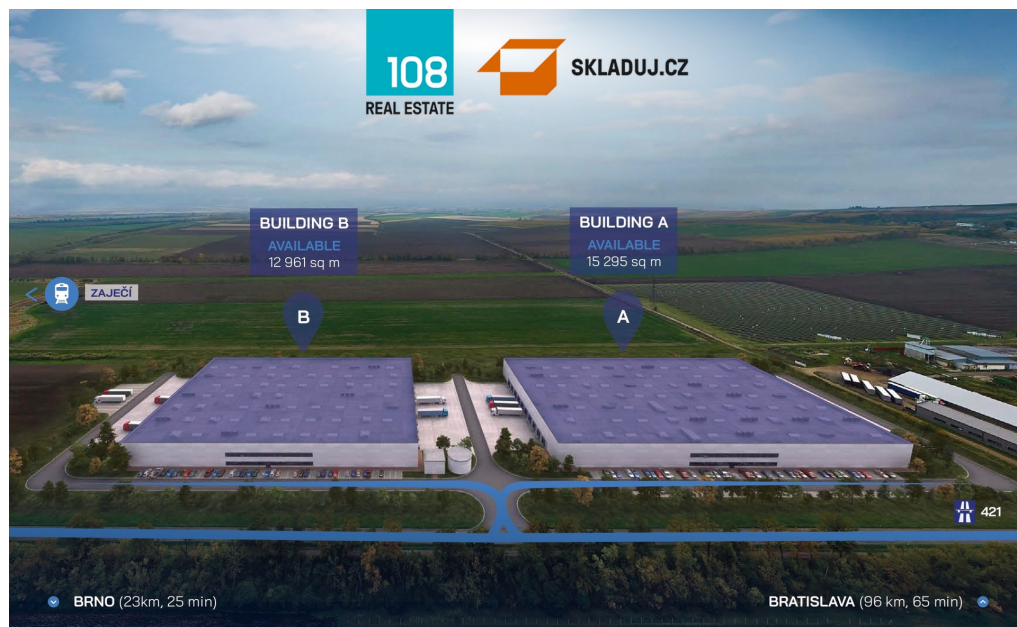 108
REAL ESTATE
SKLADUJ.CZ
BUILDING B
AVAILABLE
12 961 sq m
BUILDING A
AVAILABLE
15 295 sq m
ZAJEČÍ
B
A
421
BRNO (23km, 25 min)
BRATISLAVA (96 km, 65 min)